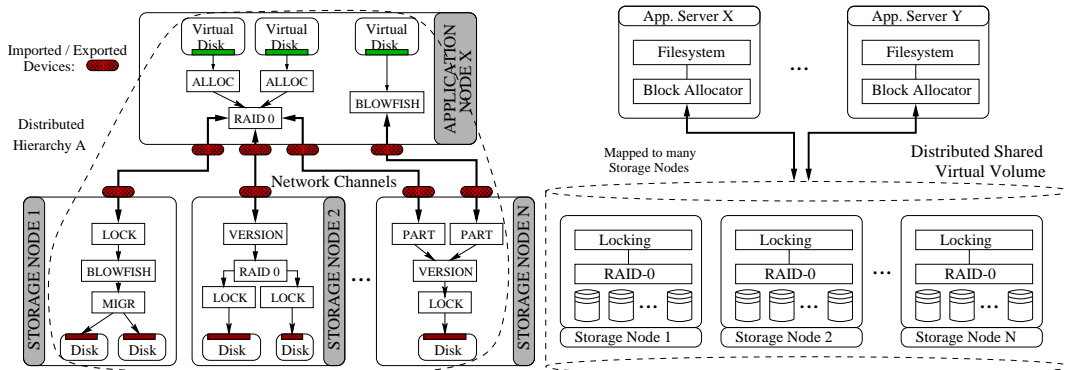 Imported / Exported
Devices:
Distributed
Hierarchy A
Virtual
Disk
Virtual
Disk
Virtual
Disk
ALLOC
ALLOC
BLOWFISH
RAID 0
APPLICATION
NODE X
Network Channels
STORAGE NODE 1
LOCK
BLOWFISH
MIGR
Disk
Disk
VERSION
RAID 0
LOCK
LOCK
Disk
Disk
STORAGE NODE 2
...
PART
PART
VERSION
LOCK
Disk
STORAGE NODE N
App. Server X
Filesystem
Block Allocator
...
App. Server Y
Filesystem
Block Allocator
Mapped to many
Storage Nodes
Distributed Shared
Virtual Volume
Locking
RAID-0
...
Storage Node 1
Locking
RAID-0
...
Storage Node 2
...
Locking
RAID-0
...
Storage Node N